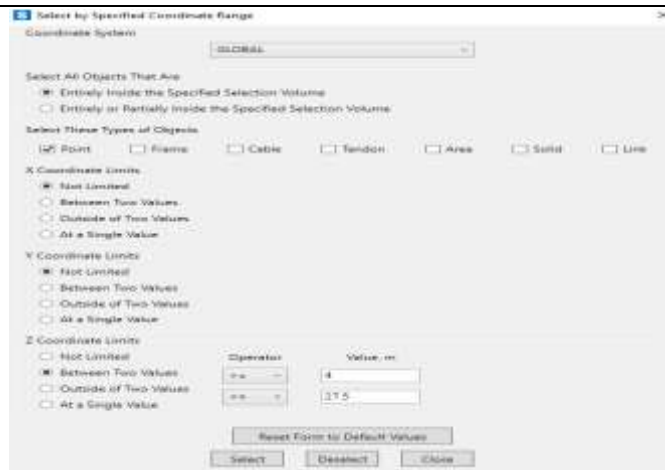 Select by Specified Coordinate Range
Coordinate System
GLOBAL
Select All Objects That Are
Entirely Inside the Specified Selection Volume
Entirely or Partially Inside the Specified Selection Volume
Select These Types of Objects
Point Frame Cable Tendon Area Solid Line
X Coordinate Limits
Not Limited
Between Two Values
Outside of Two Values
At a Single Value
Y Coordinate Limits
Not Limited
Between Two Values
Outside of Two Values
At a Single Value
Z Coordinate Limits
Not Limited Operator Value, m
Between Two Values 4
Outside of Two Values
At a Single Value
Reset Form to Default Values
Select Deselect Close